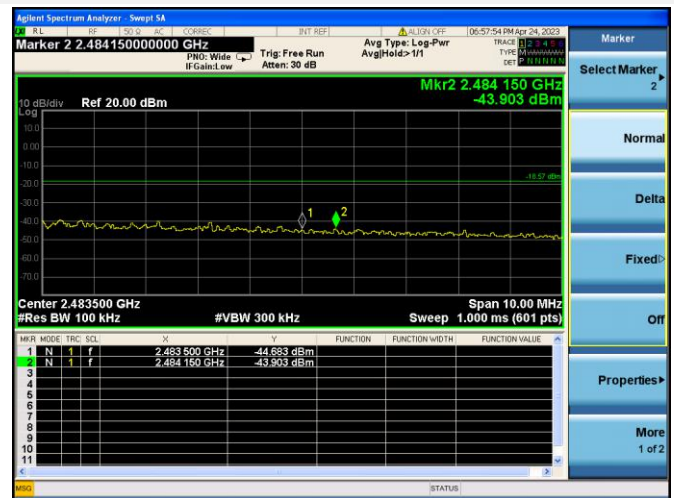 Agilent Spectrum Analyzer - Swept SA
RL RF 50 Ω AC CORREC INT REF ALIGN OFF 06:57:54 PM Apr 24, 2023
Marker 2 2.484150000000 GHz
PNO: Wide Trig: Free Run Avg Type: Log-Pwr TRACE 1 2 3 4 5 6
IFGain:Low Atten: 30 dB Avg|Hold>1/1 TYPE M
DET P N N N N N
Mkr2 2.484 150 GHz
10 dB/div Ref 20.00 dBm -43.903 dBm
Log
10.0
0.00
-10.0
-18.57 dBm
-20.0
-30.0
1 2
-40.0
-50.0
-60.0
-70.0
Center 2.483500 GHz Span 10.00 MHz
#Res BW 100 kHz #VBW 300 kHz Sweep 1.000 ms (601 pts)
MKR MODE TRC SCL X Y FUNCTION FUNCTION WIDTH FUNCTION VALUE
1 N 1 f 2.483 500 GHz -44.683 dBm
2 N 1 f 2.484 150 GHz -43.903 dBm
3
4
5
6
7
8
9
10
11
MSG STATUS
Marker
Select Marker
2
Normal
Delta
Fixed
Off
Properties
More
1 of 2